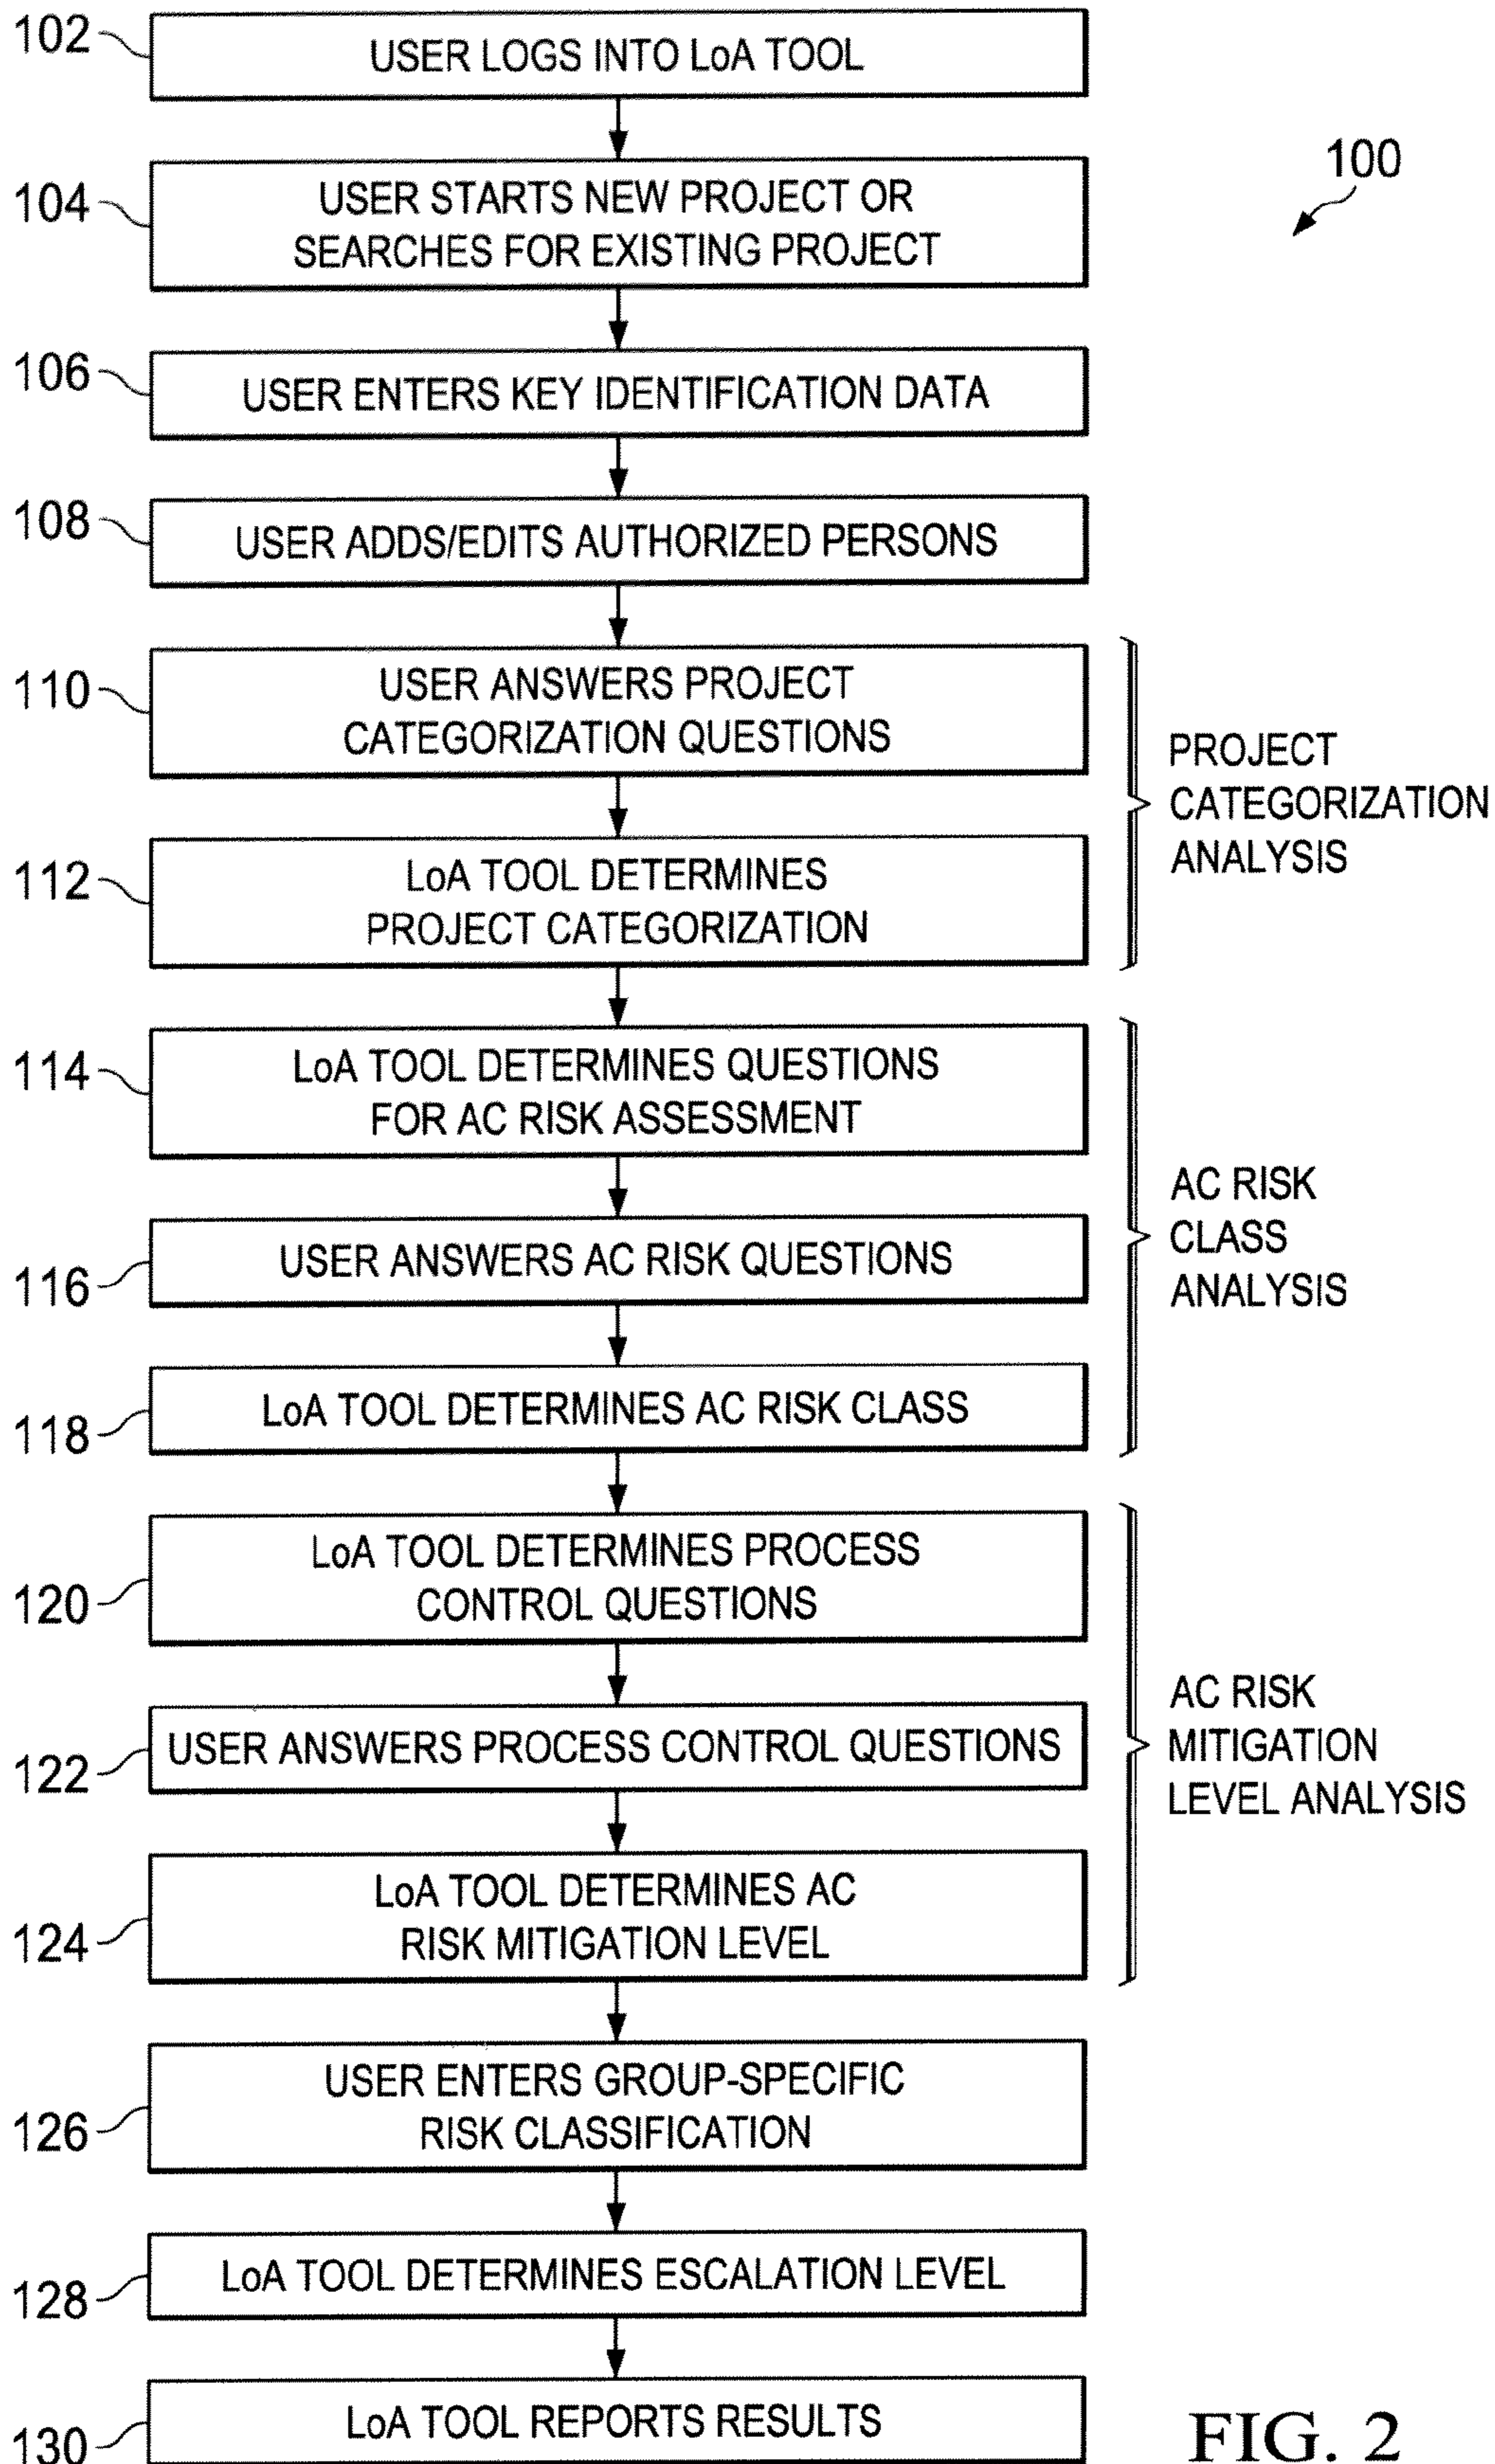 102
USER LOGS INTO LoA TOOL
100
104
USER STARTS NEW PROJECT OR
SEARCHES FOR EXISTING PROJECT
106
USER ENTERS KEY IDENTIFICATION DATA
108
USER ADDS/EDITS AUTHORIZED PERSONS
110
USER ANSWERS PROJECT
CATEGORIZATION QUESTIONS
PROJECT
CATEGORIZATION
ANALYSIS
112
LoA TOOL DETERMINES
PROJECT CATEGORIZATION
114
LoA TOOL DETERMINES QUESTIONS
FOR AC RISK ASSESSMENT
AC RISK
CLASS
ANALYSIS
116
USER ANSWERS AC RISK QUESTIONS
118
LoA TOOL DETERMINES AC RISK CLASS
120
LoA TOOL DETERMINES PROCESS
CONTROL QUESTIONS
AC RISK
MITIGATION
LEVEL ANALYSIS
122
USER ANSWERS PROCESS CONTROL QUESTIONS
124
LoA TOOL DETERMINES AC
RISK MITIGATION LEVEL
126
USER ENTERS GROUP-SPECIFIC
RISK CLASSIFICATION
128
LoA TOOL DETERMINES ESCALATION LEVEL
130
LoA TOOL REPORTS RESULTS
FIG. 2